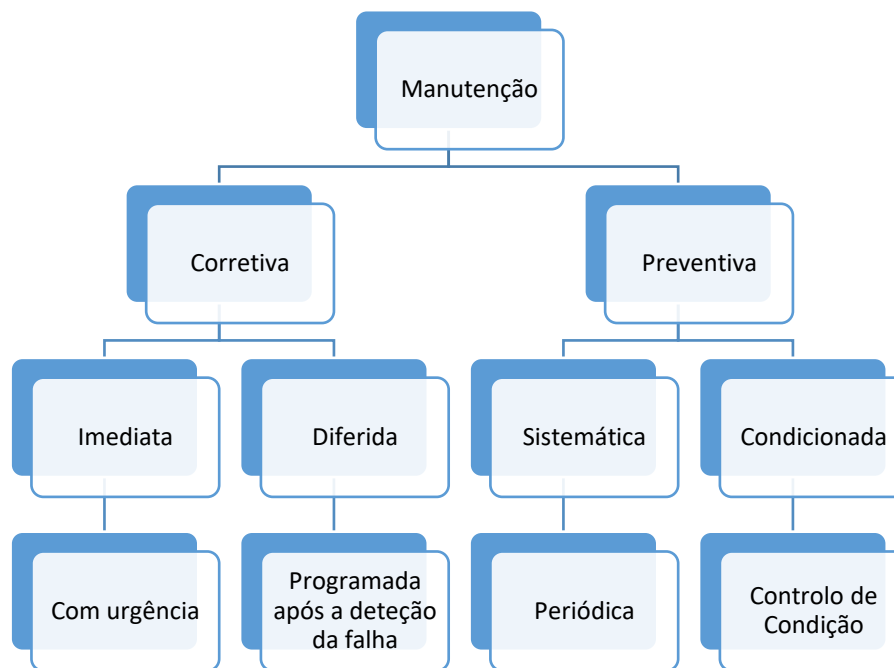 Manutenção
Corretiva
Preventiva
Imediata
Diferida
Sistemática
Condicionada
Com urgência
Programada
após a deteção
da falha
Periódica
Controlo de
Condição